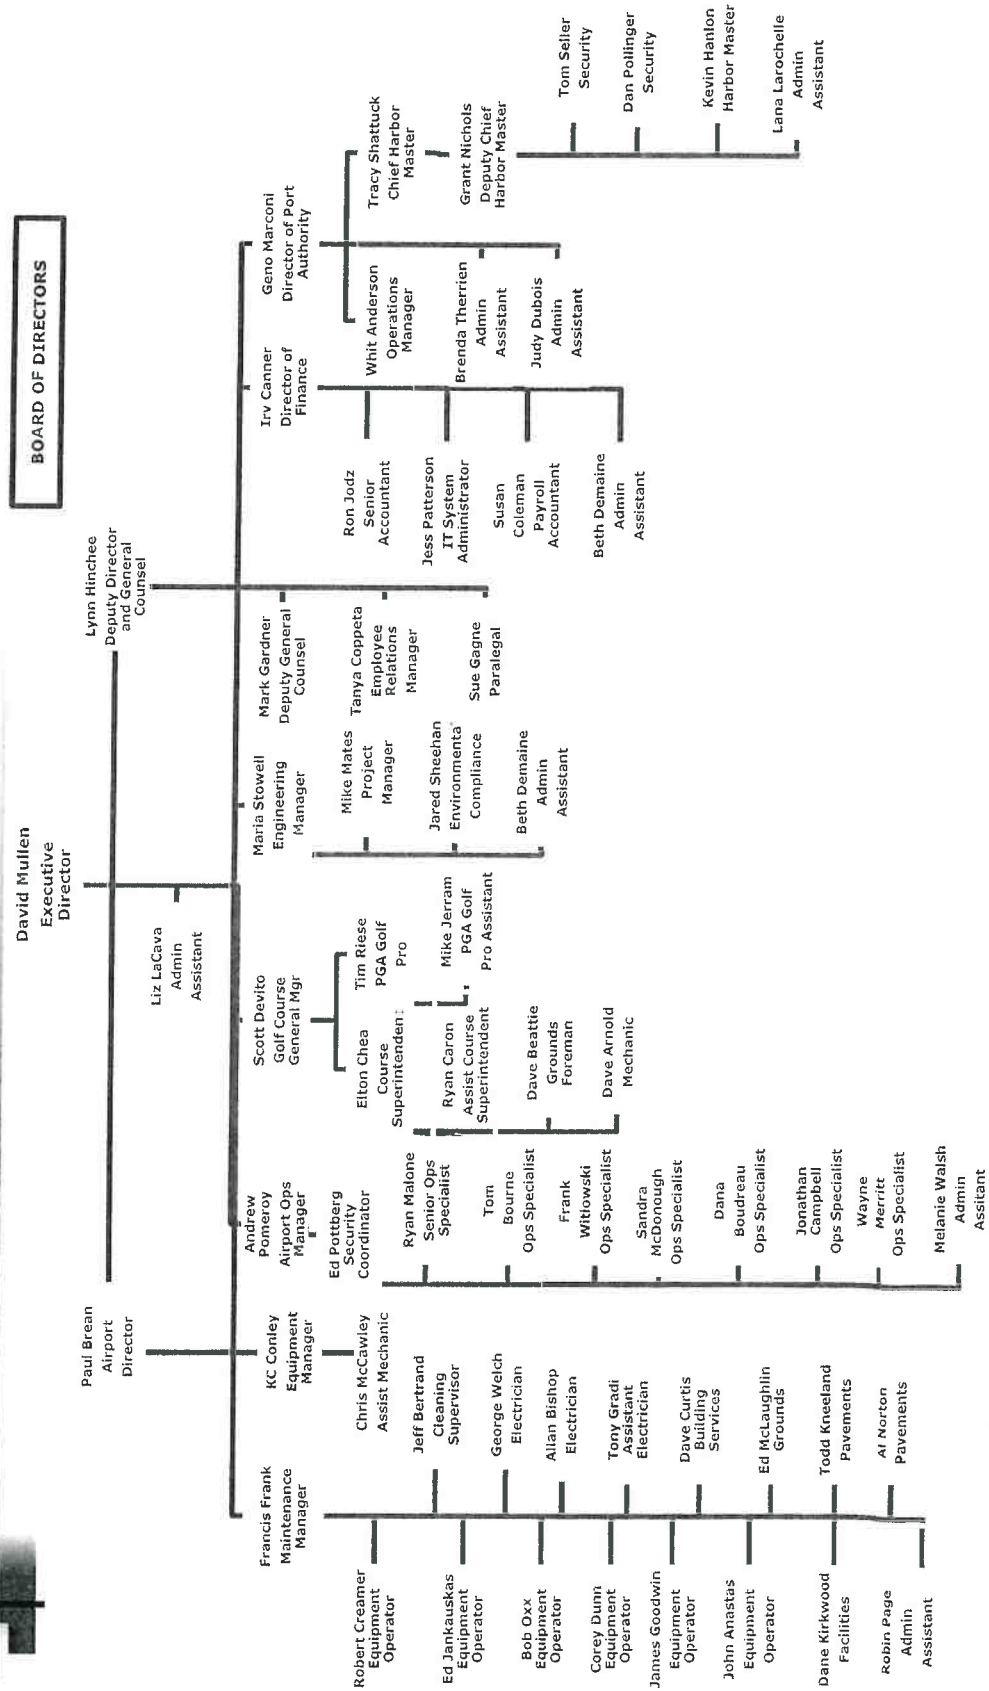 BOARD OF DIRECTORS
David Mullen
Executive
Director
Paul Brean
Airport
Director
Lynn Hinchee
Deputy Director
and General
Counsel
Liz LaCava
Admin
Assistant
Francis Frank
Maintenance
Manager
KC Conley
Equipment
Manager
Andrew
Pomeroy
Airport Ops
Manager
Scott Devito
Golf Course
General Mgr
Maria Stowell
Engineering
Manager
Mark Gardner
Deputy General
Counsel
Irv Canner
Director of
Finance
Geno Marconi
Director of Port
Authority
Robert Creamer
Equipment
Operator
Ed Jankauskas
Equipment
Operator
Bob Oxx
Equipment
Operator
Corey Dunn
Equipment
Operator
James Goodwin
Equipment
Operator
John Anastas
Equipment
Operator
Dane Kirkwood
Facilities
Robin Page
Admin
Assistant
Jeff Bertrand
Cleaning
Supervisor
George Welch
Electrician
Allan Bishop
Electrician
Tony Gradi
Assistant
Electrician
Dave Curtis
Building
Services
Ed McLaughlin
Grounds
Todd Kneeland
Pavements
Al Norton
Pavements
Chris McCawley
Assist Mechanic
Ed Pottberg
Security
Coordinator
Ryan Malone
Senior Ops
Specialist
Tom
Bourne
Ops Specialist
Frank
Witlowski
Ops Specialist
Sandra
McDonough
Ops Specialist
Dana
Boudreau
Ops Specialist
Jonathan
Campbell
Ops Specialist
Wayne
Merritt
Ops Specialist
Melanie Walsh
Admin
Assitant
Elton Chea
Course
Superintenden:
Ryan Caron
Assist Course
Superintendent
Dave Beattie
Grounds
Foreman
Dave Arnold
Mechanic
Tim Riese
PGA Golf
Pro
Mike Jerram
PGA Golf
Pro Assistant
Mike Mates
Project
Manager
Jared Sheehan
Environmenta
Compliance
Beth Demaine
Admin
Assistant
Tanya Coppeta
Employee
Relations
Manager
Sue Gagne
Paralegal
Ron Jodz
Senior
Accountant
Jess Patterson
IT System
Administrator
Susan
Coleman
Payroll
Accountant
Beth Demaine
Admin
Assistant
Whit Anderson
Operations
Manager
Brenda Therrien
Admin
Assistant
Judy Dubois
Admin
Assistant
Tracy Shattuck
Chief Harbor
Master
Grant Nichols
Deputy Chief
Harbor Master
Tom Seller
Security
Dan Pollinger
Security
Kevin Hanlon
Harbor Master
Lana Larochelle
Admin
Assistant